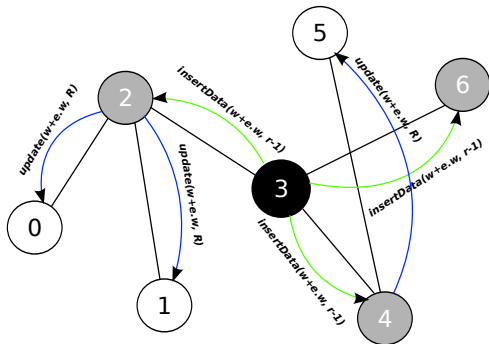 5
insertData(w+e.w, r-1)
update(w+e.w, R)
2
6
update(w+e.w, R)
update(w+e.w, R)
insertData(w+e.w, r-1)
3
0
insertData(w+e.w, r-1)
1
4